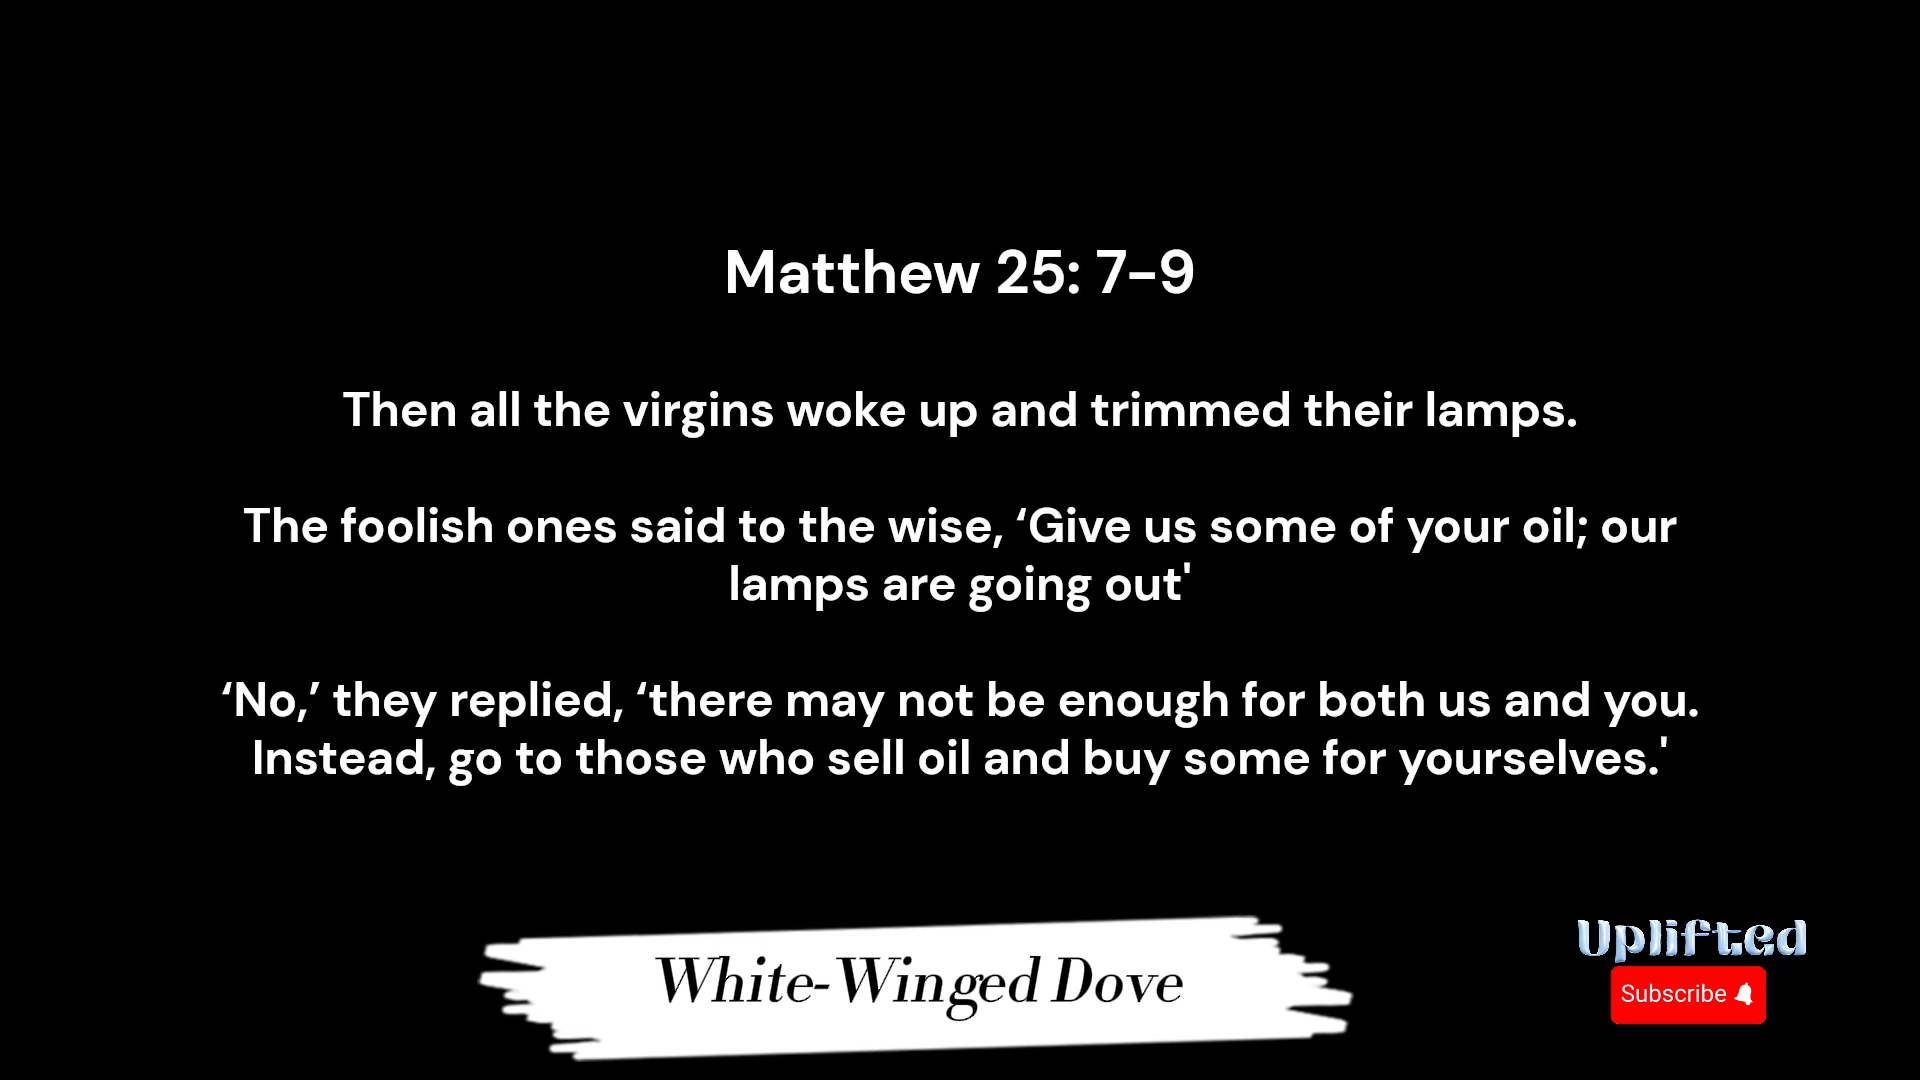 Matthew 25: 7–9
Then all the virgins woke up and trimmed their lamps.
The foolish ones said to the wise, ‘Give us some of your oil; our
lamps are going out'
‘No,’ they replied, ‘there may not be enough for both us and you.
Instead, go to those who sell oil and buy some for yourselves.'
White-Winged Dove
Uplifted
Subscribe